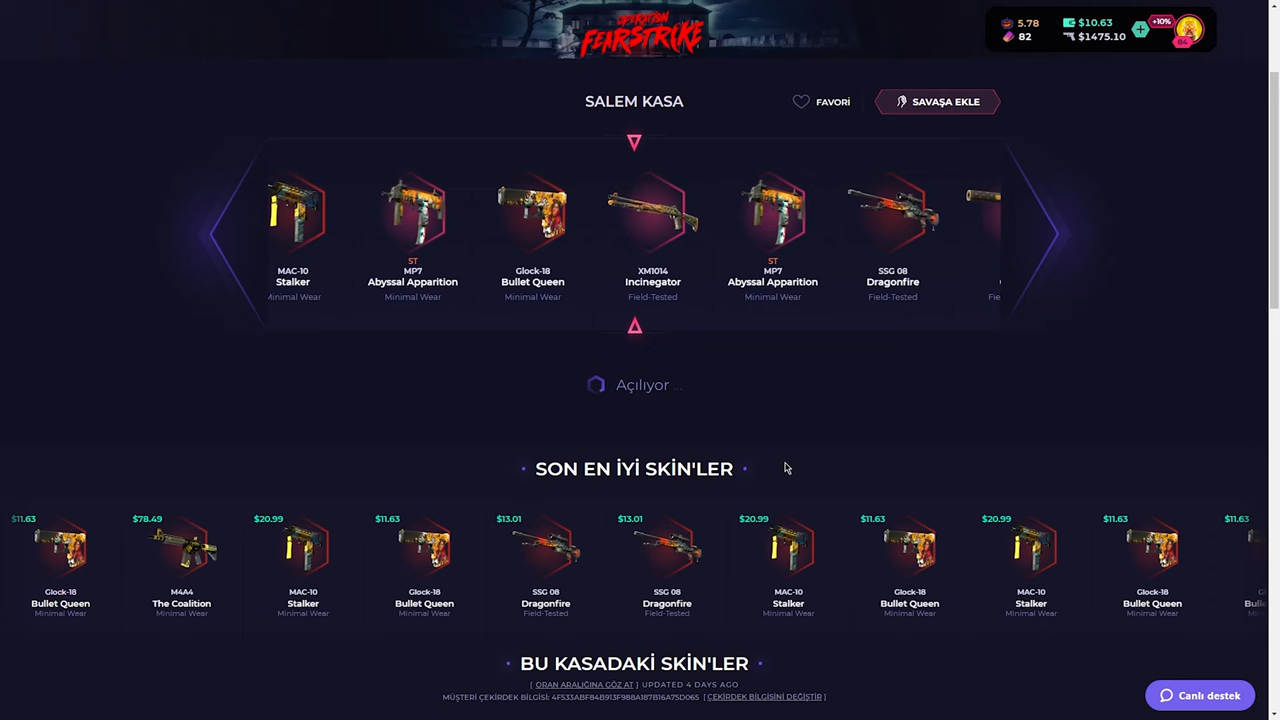 OPERATION
FEARSTRIKE
5.78
82
$10.63
$1475.10
+10%
84
SALEM KASA
FAVORİ
SAVAŞA EKLE
MAC-10
Stalker
Minimal Wear
ST
MP7
Abyssal Apparition
Minimal Wear
Glock-18
Bullet Queen
Minimal Wear
XM1014
Incinegator
Field-Tested
ST
MP7
Abyssal Apparition
Minimal Wear
SSG 08
Dragonfire
Field-Tested
Açılıyor ...
SON EN İYİ SKİN'LER
$11.63
Glock-18
Bullet Queen
Minimal Wear
$78.49
M4A4
The Coalition
Minimal Wear
$20.99
MAC-10
Stalker
Minimal Wear
$11.63
Glock-18
Bullet Queen
Minimal Wear
$13.01
SSG 08
Dragonfire
Field-Tested
$13.01
SSG 08
Dragonfire
Field-Tested
$20.99
MAC-10
Stalker
Minimal Wear
$11.63
Glock-18
Bullet Queen
Minimal Wear
$20.99
MAC-10
Stalker
Minimal Wear
$11.63
Glock-18
Bullet Queen
Minimal Wear
$11.63
BU KASADAKİ SKİN'LER
[ ORAN ARALIĞINA GÖZ AT ] UPDATED 4 DAYS AGO
MÜŞTERİ ÇEKİRDEK BİLGİSİ: 4F533ABF84B913F988A187B16A75D065 [ ÇEKİRDEK BİLGİSİNİ DEĞİŞTİR ]
Canlı destek